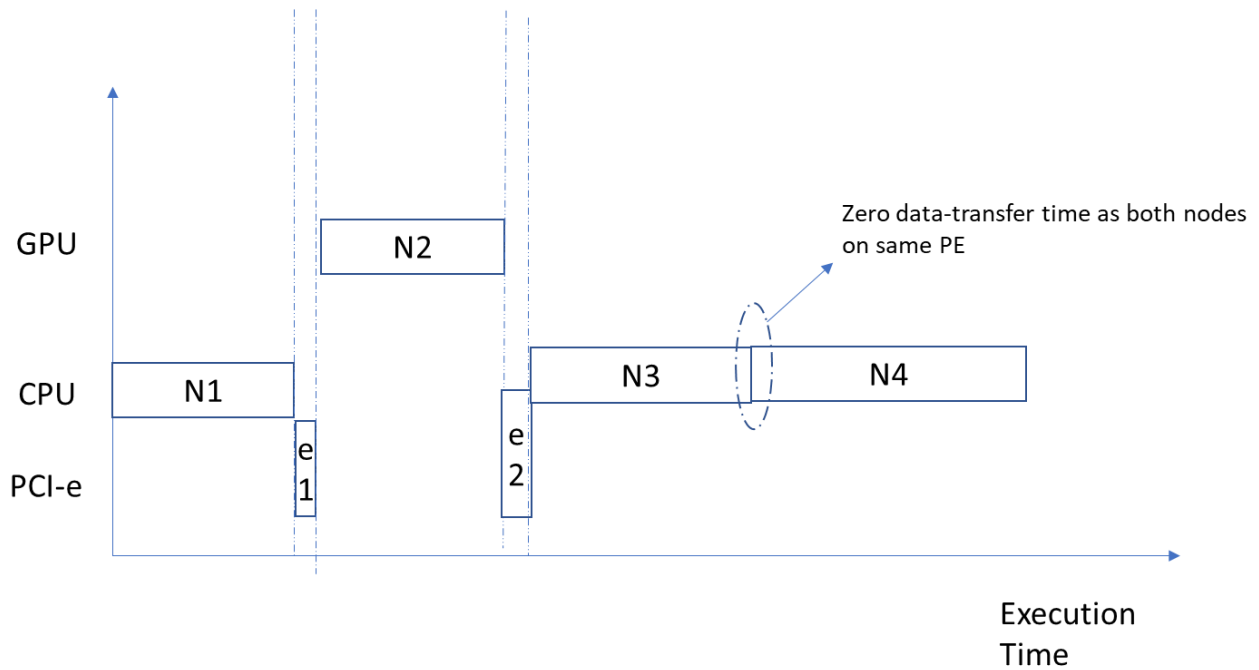 Zero data-transfer time as both nodes
on same PE
GPU
N2
CPU
N1
N3
N4
PCI-e
e
1
e
2
Execution
Time